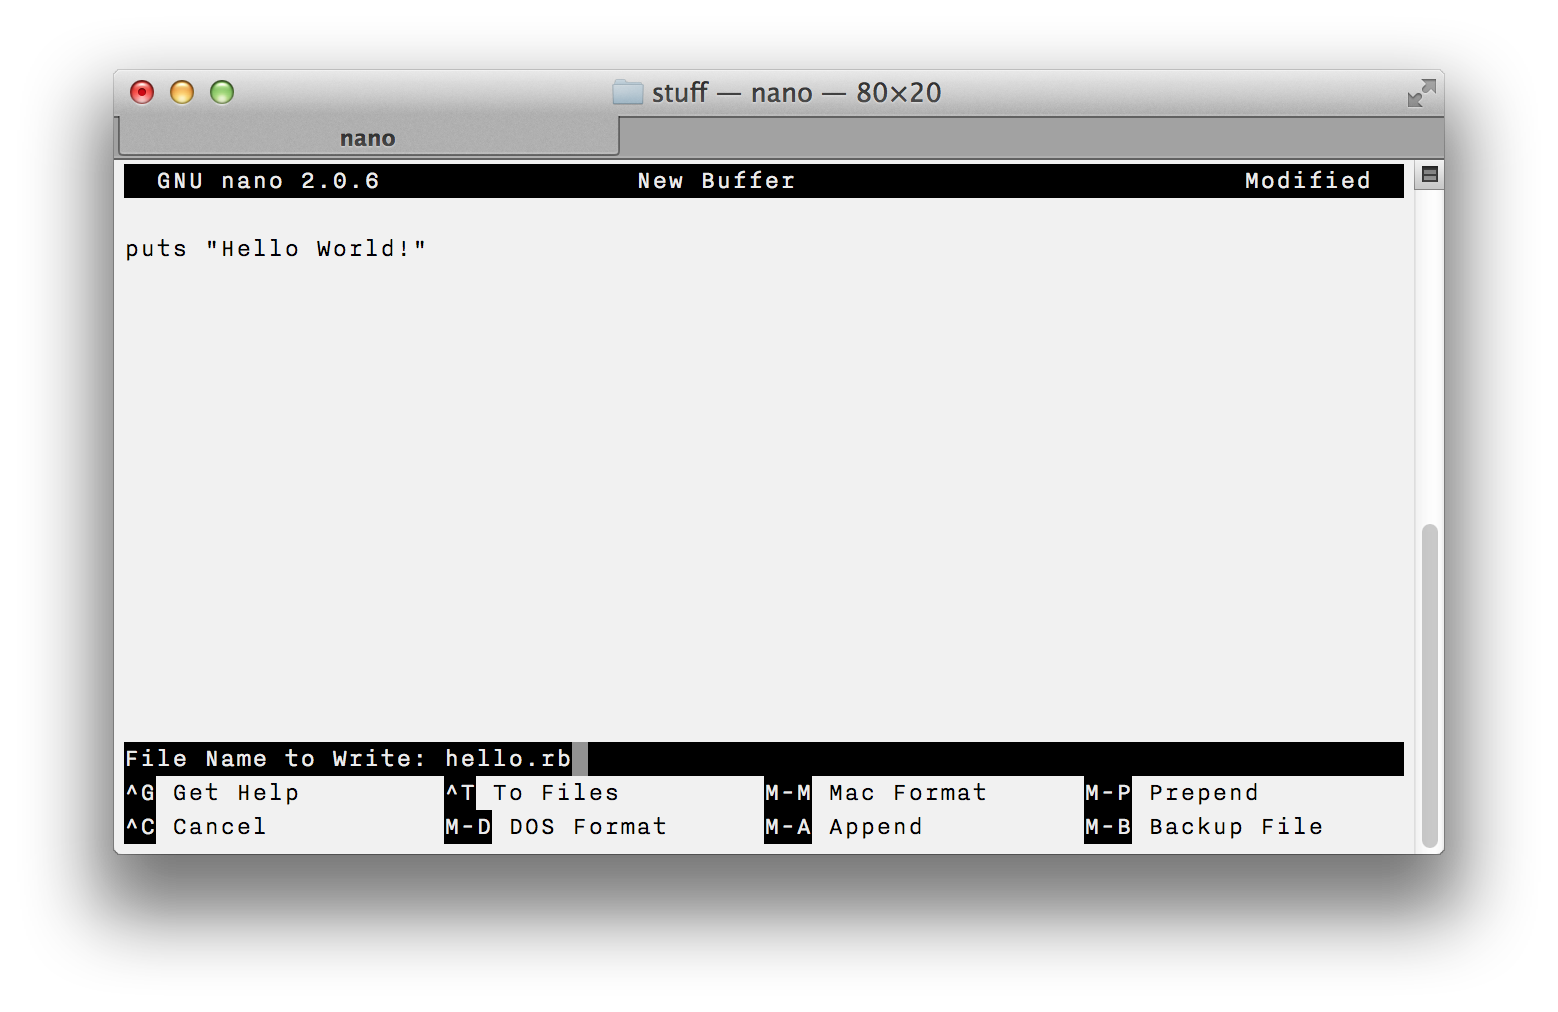 stuff — nano — 80×20
nano
GNU nano 2.0.6 New Buffer Modified
puts "Hello World!"
File Name to Write: hello.rb
^G Get Help ^T To Files M-M Mac Format M-P Prepend
^C Cancel M-D DOS Format M-A Append M-B Backup File